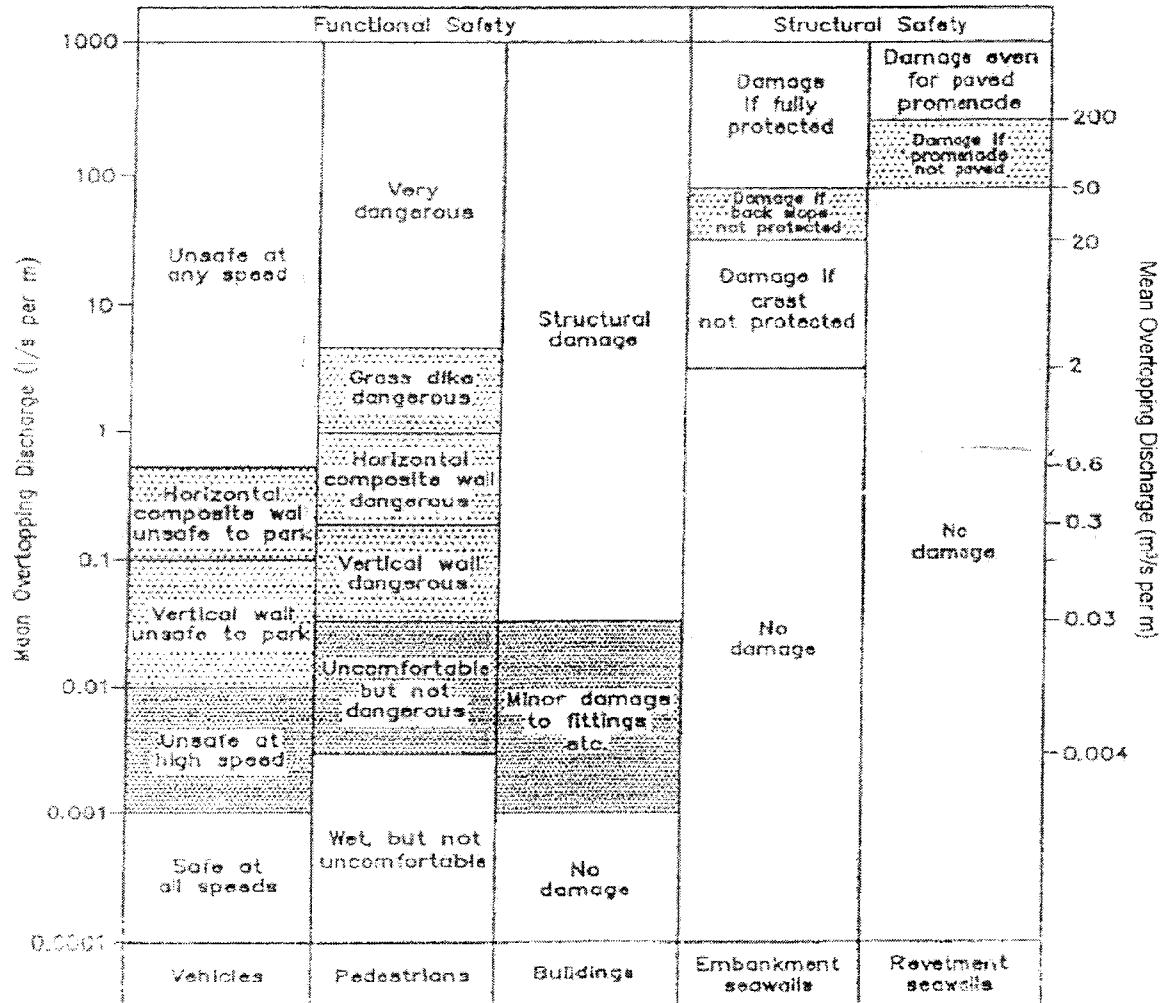 Functional Safety
Structural Safety
Mean Overtopping Discharge (l/s per m)
1000
100
10
1
0.1
0.01
0.001
0.0001
Unsafe at
any speed
Horizontal
composite wall
unsafe to park
Vertical wall
unsafe to park
Unsafe at
high speed
Safe at
all speeds
Vehicles
Very
dangerous
Grass dike
dangerous
Horizontal
composite wall
dangerous
Vertical wall
dangerous
Uncomfortable
but not
dangerous
Wet, but not
uncomfortable
Pedestrians
Structural
damage
Minor damage
to fittings
etc.
No
damage
Buildings
Damage
if fully
protected
Damage if
back slope
not protected
Damage if
crest
not protected
No
damage
Embankment
seawalls
Damage even
for paved
promenade
Damage if
promenade
not paved
No
damage
Revetment
seawalls
200
50
20
2
0.6
0.3
0.03
0.004
Mean Overtopping Discharge (m³/s per m)